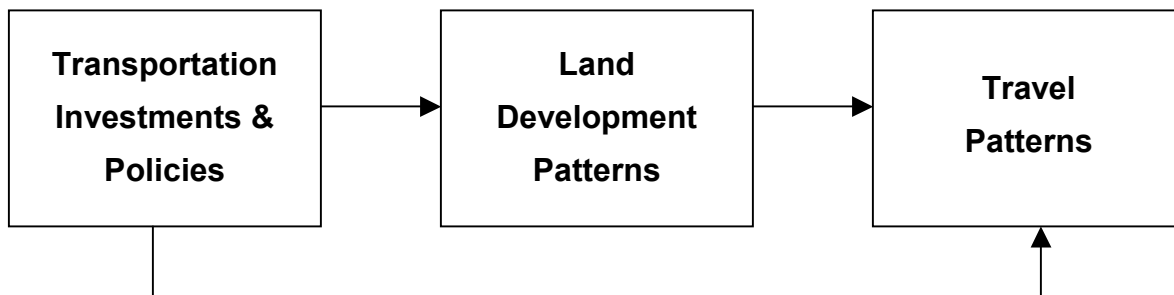 Transportation
Investments &
Policies
Land
Development
Patterns
Travel
Patterns